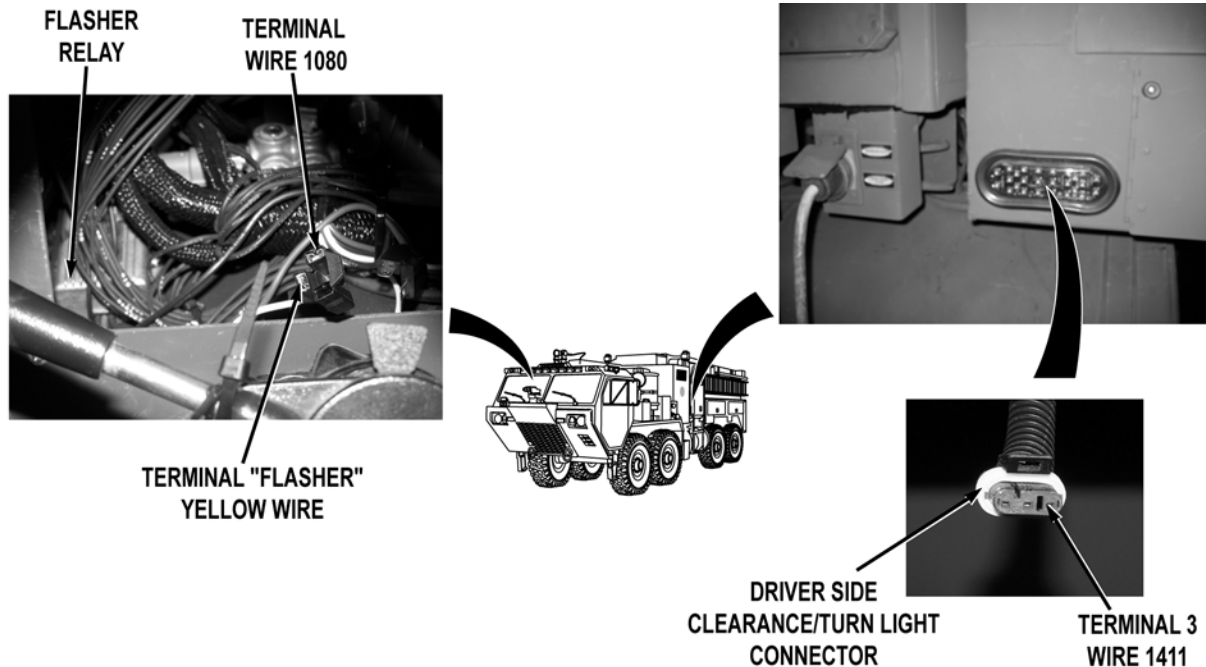 FLASHER
RELAY
TERMINAL
WIRE 1080
TERMINAL "FLASHER"
YELLOW WIRE
DRIVER SIDE
CLEARANCE/TURN LIGHT
CONNECTOR
TERMINAL 3
WIRE 1411